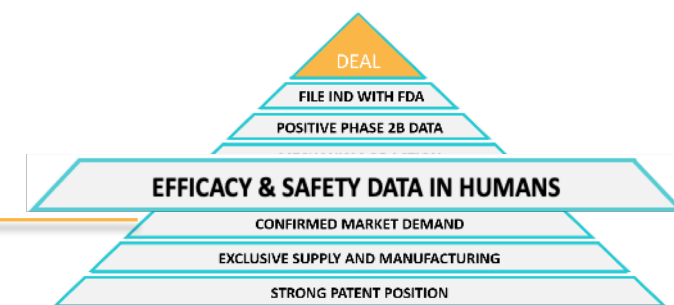 DEAL
FILE IND WITH FDA
POSITIVE PHASE 2B DATA
EFFICACY & SAFETY DATA IN HUMANS
CONFIRMED MARKET DEMAND
EXCLUSIVE SUPPLY AND MANUFACTURING
STRONG PATENT POSITION